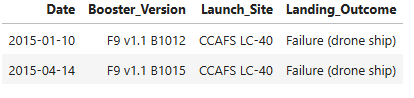 Date Booster_Version Launch_Site Landing_Outcome
2015-01-10 F9 v1.1 B1012 CCAFS LC-40 Failure (drone ship)
2015-04-14 F9 v1.1 B1015 CCAFS LC-40 Failure (drone ship)